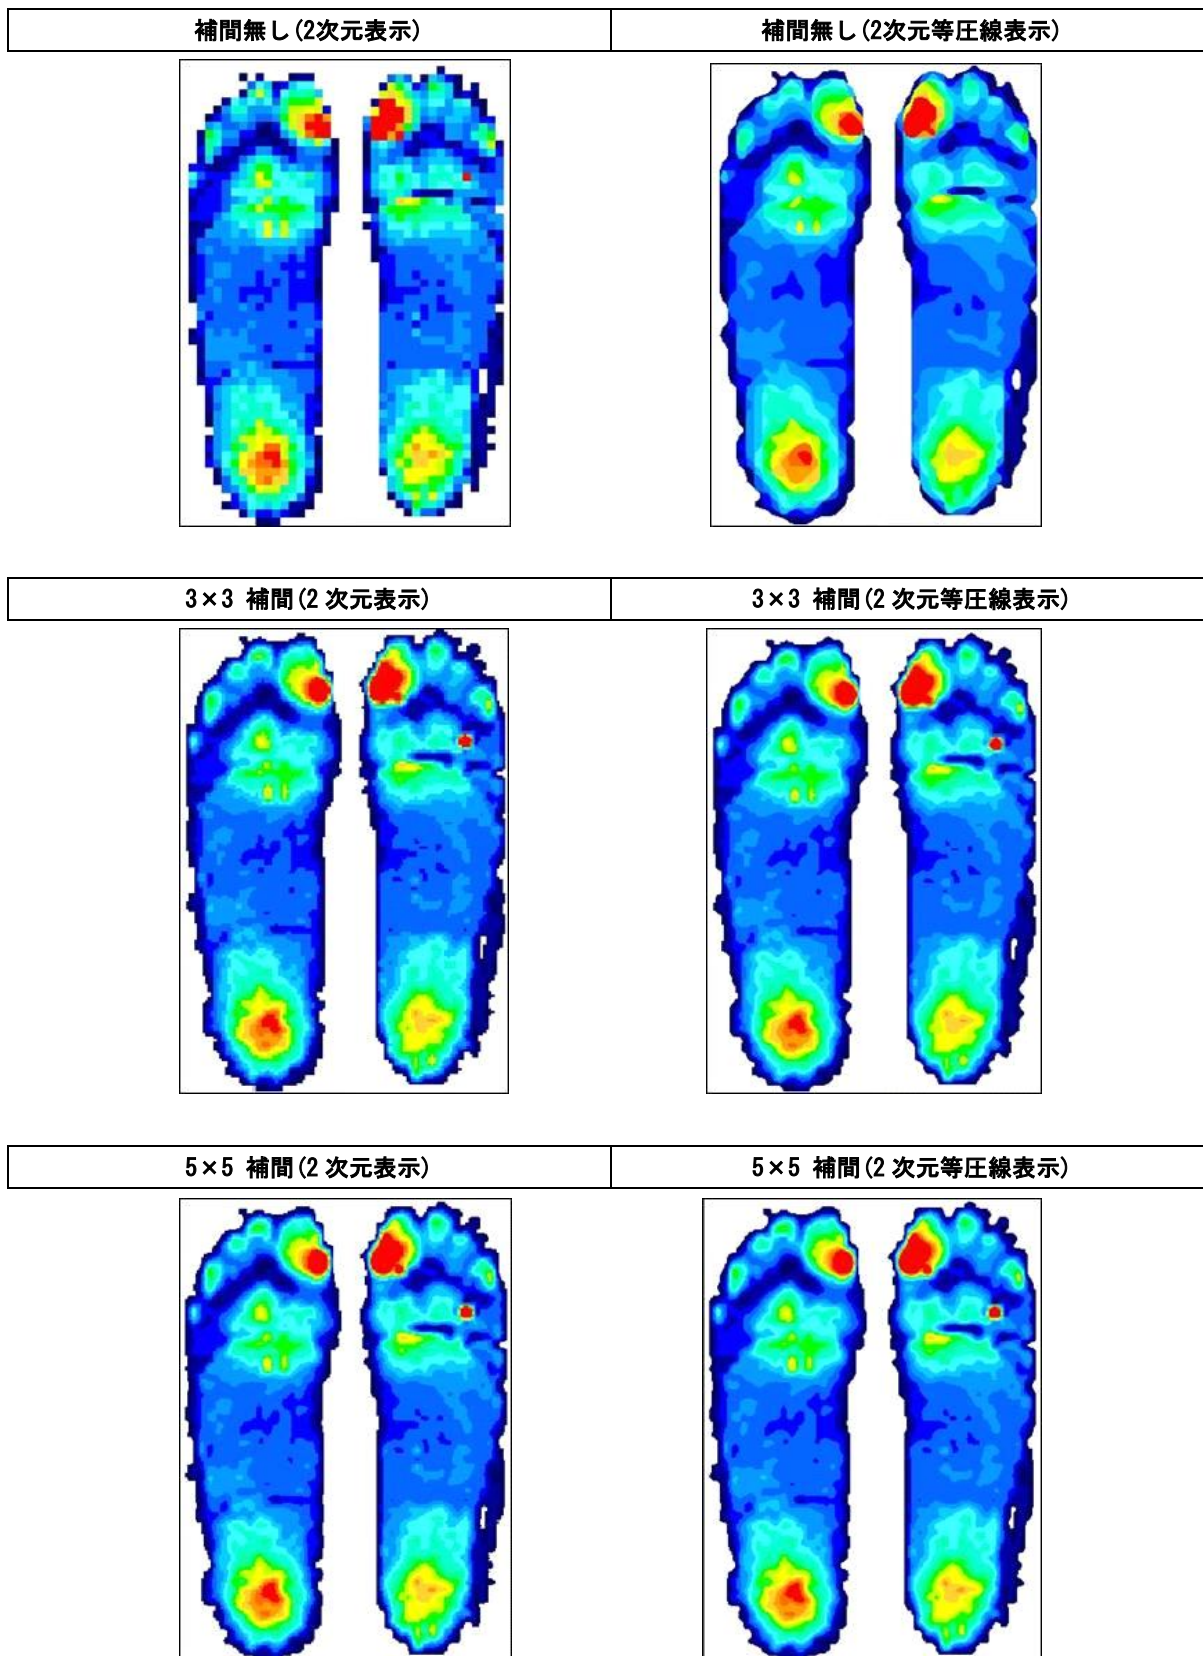 補間無し(2次元表示)
補間無し(2次元等圧線表示)
3×3 補間(2 次元表示)
3×3 補間(2 次元等圧線表示)
5×5 補間(2 次元表示)
5×5 補間(2 次元等圧線表示)